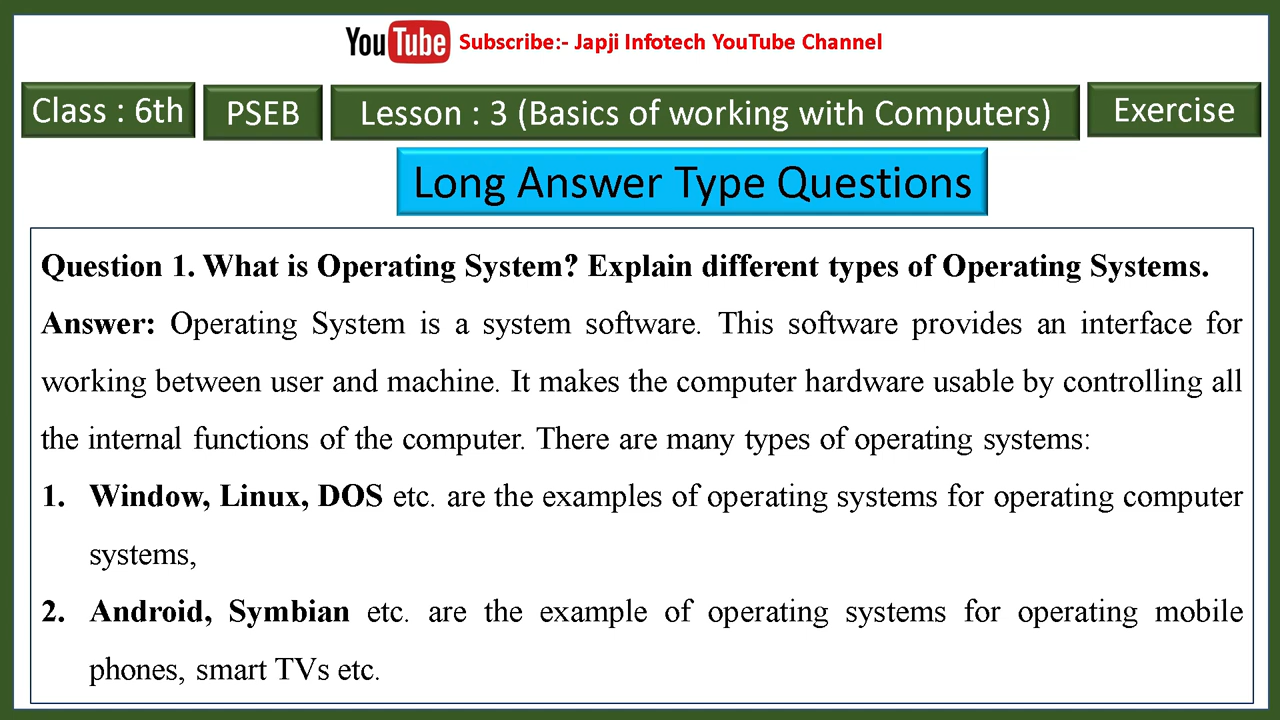 YouTube Subscribe:- Japji Infotech YouTube Channel
Class : 6th PSEB Lesson : 3 (Basics of working with Computers) Exercise
Long Answer Type Questions
Question 1. What is Operating System? Explain different types of Operating Systems.
Answer: Operating System is a system software. This software provides an interface for
working between user and machine. It makes the computer hardware usable by controlling all
the internal functions of the computer. There are many types of operating systems:
1. Window, Linux, DOS etc. are the examples of operating systems for operating computer
systems,
2. Android, Symbian etc. are the example of operating systems for operating mobile
phones, smart TVs etc.